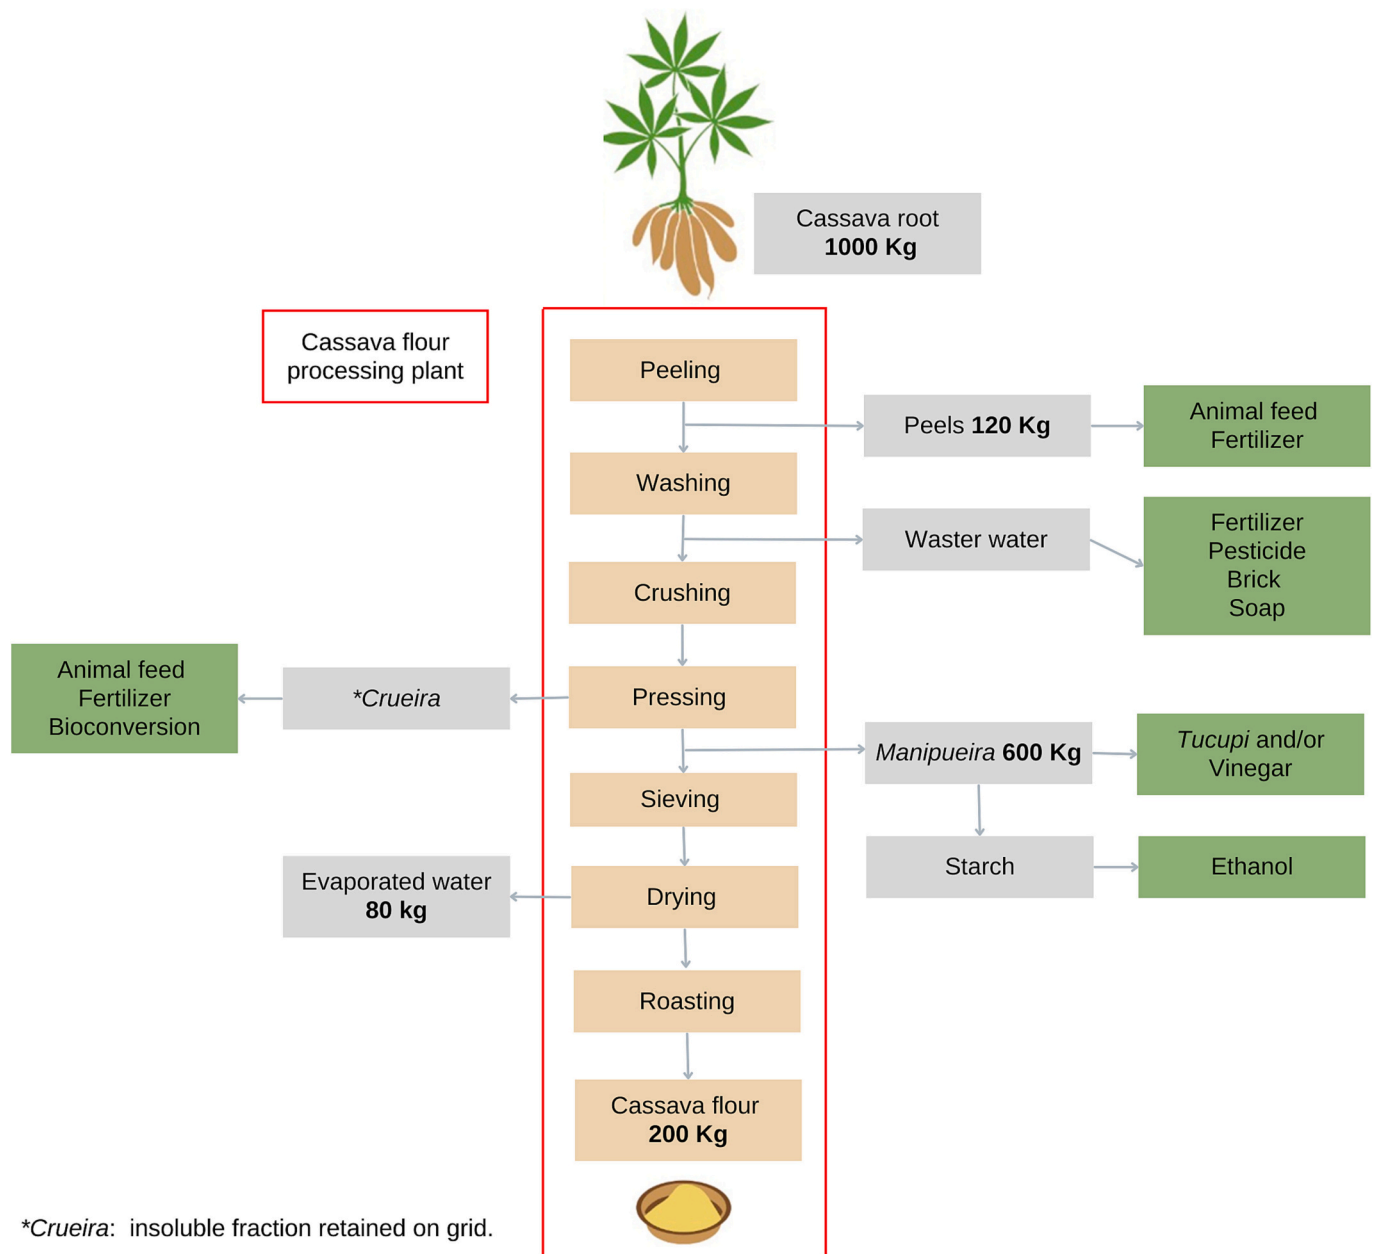 Cassava root
1000 Kg
Cassava flour
processing plant
Peeling
Peels 120 Kg
Animal feed
Fertilizer
Washing
Waster water
Fertilizer
Pesticide
Brick
Soap
Crushing
Animal feed
Fertilizer
Bioconversion
*Crueira
Pressing
Manipueira 600 Kg
Tucupi and/or
Vinegar
Sieving
Starch
Ethanol
Evaporated water
80 kg
Drying
Roasting
Cassava flour
200 Kg
*Crueira: insoluble fraction retained on grid.